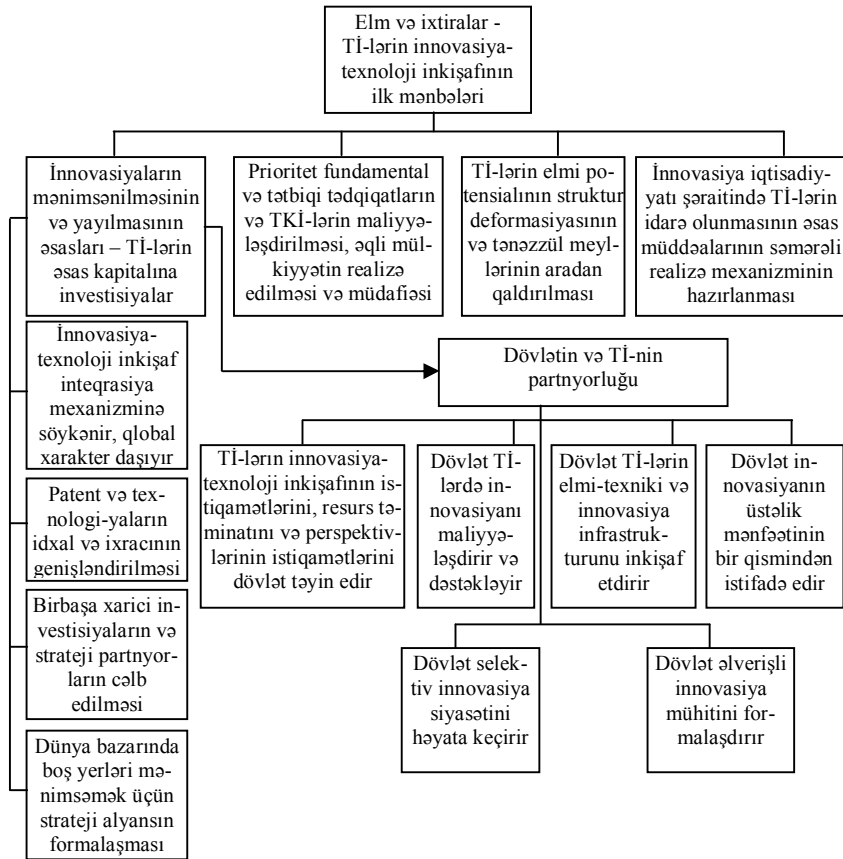 Elm və ixtiralar -
Tİ-lərin innovasiya-
texnoloji inkişafının
ilk mənbələri
İnnovasiyaların
mənimsənilməsinin
və yayılmasının
əsasları – Tİ-lərin
əsas kapitalına
investisiyalar
Prioritet fundamental
və tətbiqi tədqiqatların
və TKİ-lərin maliyyə-
ləşdirilməsi, əqli mül-
kiyyətin realizə
edilməsi və müdafiəsi
Tİ-lərin elmi po-
tensialının struktur
deformasiyasının
və tənəzzül meyl-
lərinin aradan
qaldırılması
İnnovasiya iqtisadiy-
yatı şəraitində Tİ-lərin
idarə olunmasının əsas
müddəalarının səmərəli
realizə mexanizminin
hazırlanması
İnnovasiya-
texnoloji inkişaf
inteqrasiya
mexanizminə
söykənir, qlobal
xarakter daşıyır
Dövlətin və Tİ-nin
partnyorluğu
Tİ-lərın innovasiya-
texnoloji inkişafının is-
tiqamətlərini, resurs tə-
minatını və perspektiv-
lərinin istiqamətlərini
dövlət təyin edir
Dövlət Tİ-
lərdə in-
novasiyanı
maliyyə-
ləşdirir və
dəstəkləyir
Dövlət Tİ-lərin
elmi-texniki və
innovasiya
infrastruk-
turunu inkişaf
etdirir
Dövlət in-
novasiyanın
üstəlik
mənfəətinin
bir qismindən
istifadə edir
Patent və tex-
nologi-yaların
idxal və ixracının
genişləndirilməsi
Birbaşa xarici in-
vestisiyaların və
strateji partnyor-
ların cəlb
edilməsi
Dövlət selek-
tiv innovasiya
siyasətini
həyata keçirir
Dövlət əlverişli
innovasiya
mühitini for-
malaşdırır
Dünya bazarında
boş yerləri mə-
nimsəmək üçün
strateji alyansın
formalaşması